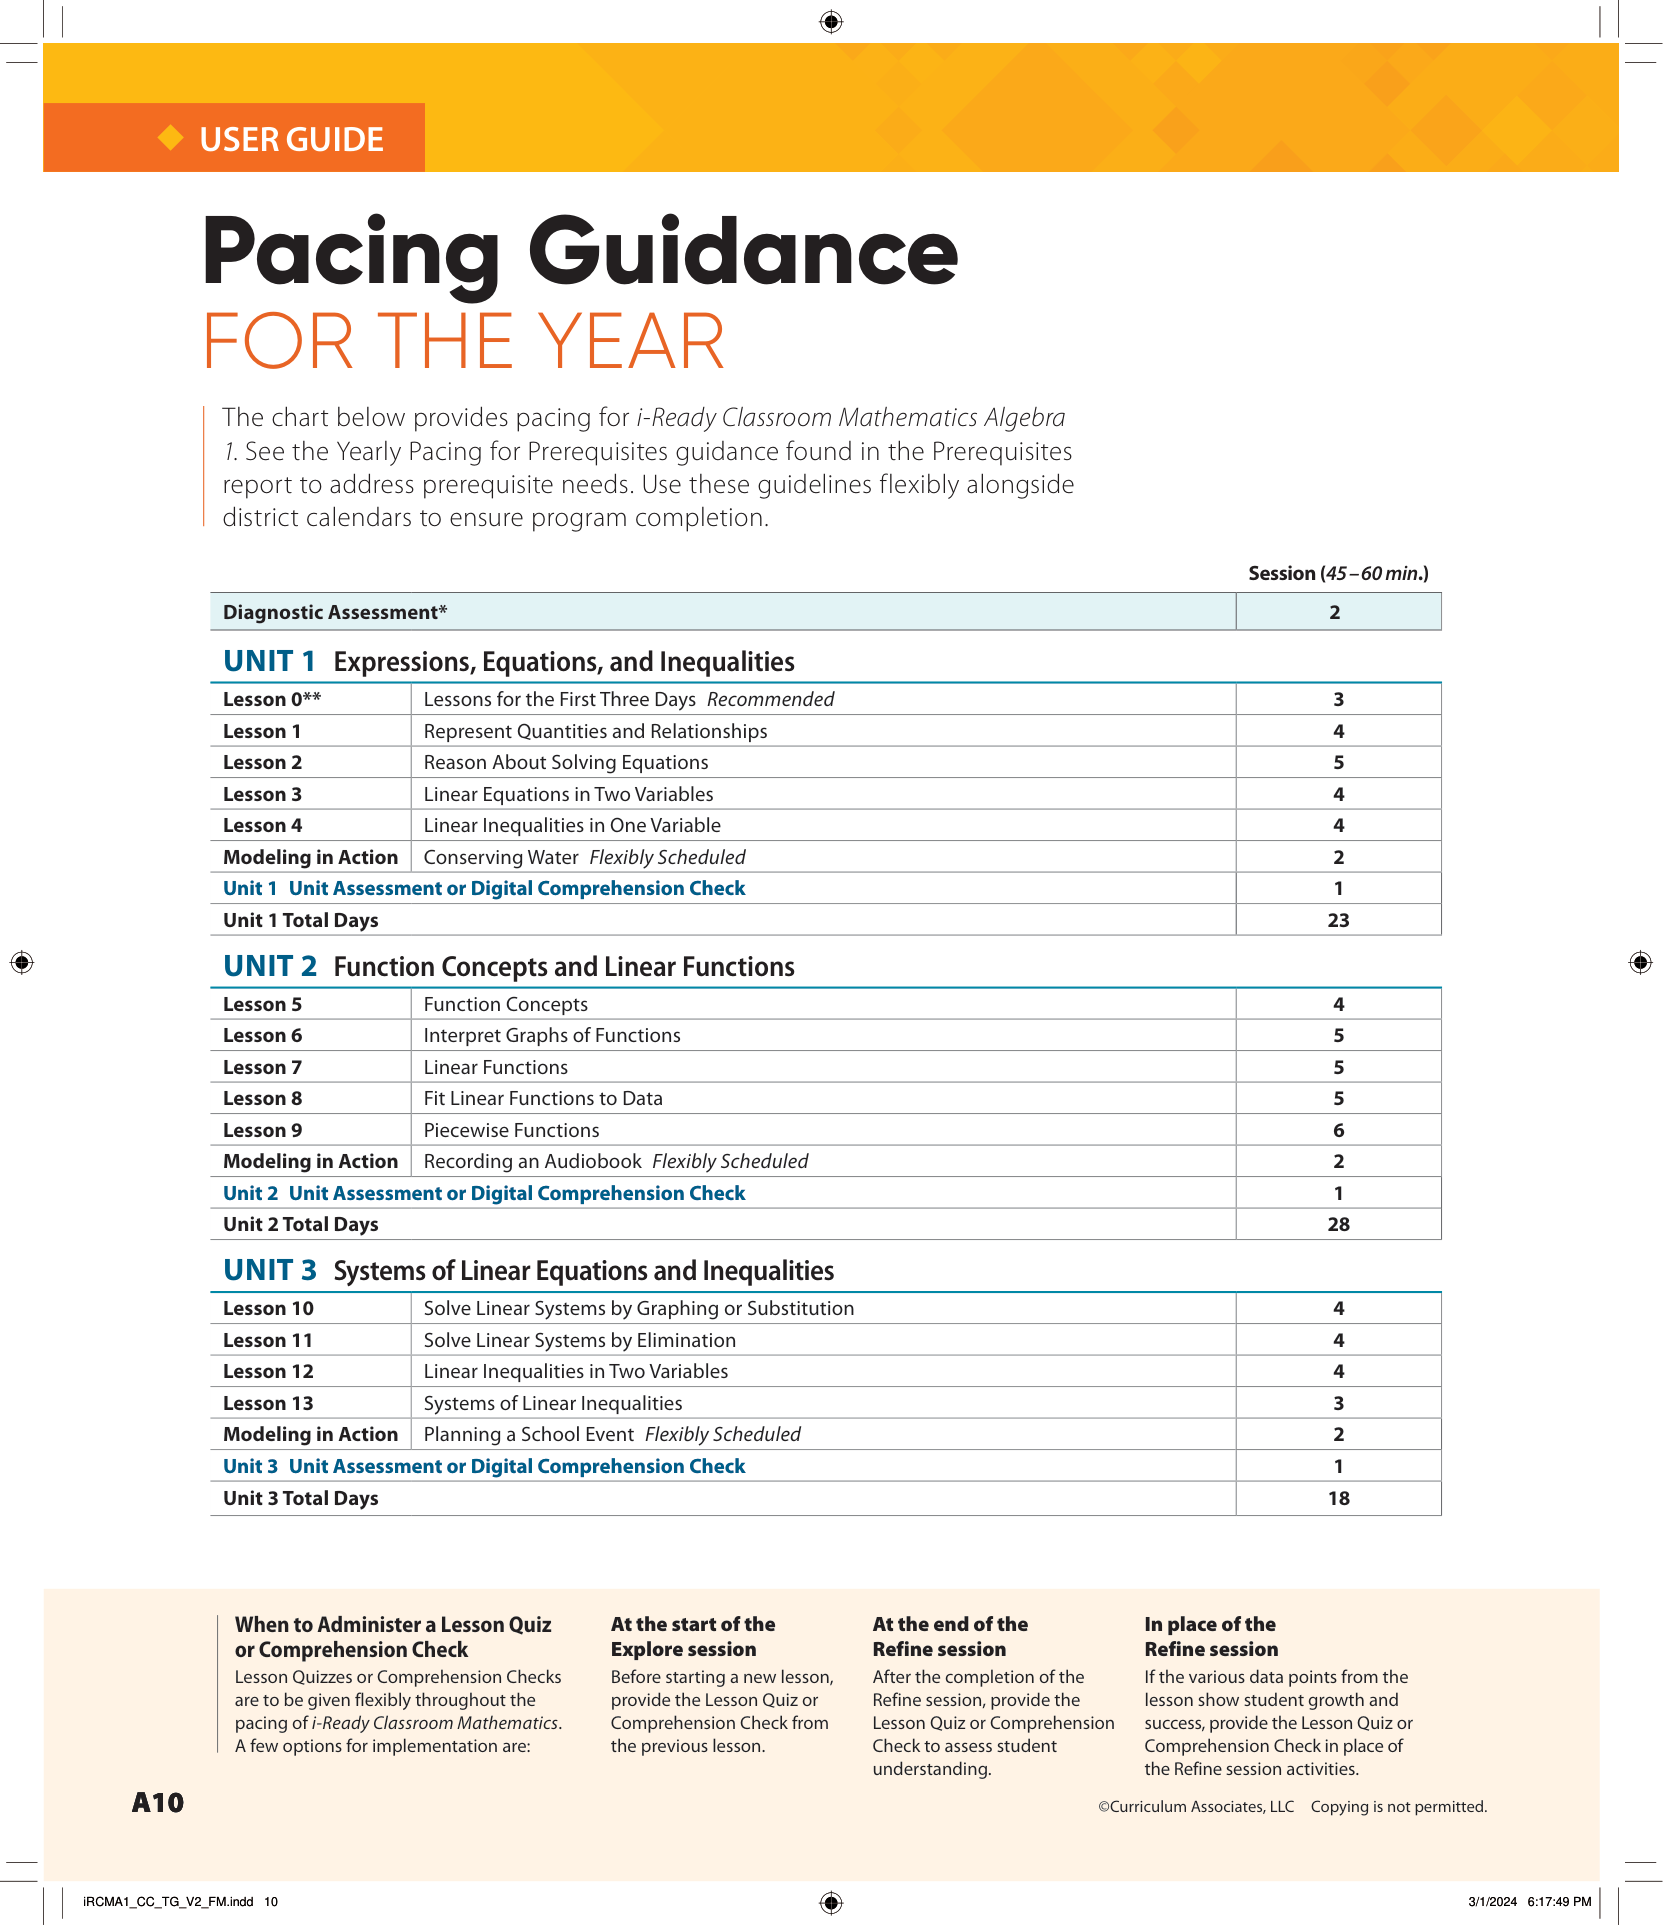 USER GUIDE
Pacing Guidance
FOR THE YEAR
The chart below provides pacing for i-Ready Classroom Mathematics Algebra
1. See the Yearly Pacing for Prerequisites guidance found in the Prerequisites
report to address prerequisite needs. Use these guidelines flexibly alongside
district calendars to ensure program completion.
Session (45–60 min.)
Diagnostic Assessment* 2
UNIT 1 Expressions, Equations, and Inequalities
Lesson 0** Lessons for the First Three Days Recommended 3
Lesson 1 Represent Quantities and Relationships 4
Lesson 2 Reason About Solving Equations 5
Lesson 3 Linear Equations in Two Variables 4
Lesson 4 Linear Inequalities in One Variable 4
Modeling in Action Conserving Water Flexibly Scheduled 2
Unit 1 Unit Assessment or Digital Comprehension Check 1
Unit 1 Total Days 23
UNIT 2 Function Concepts and Linear Functions
Lesson 5 Function Concepts 4
Lesson 6 Interpret Graphs of Functions 5
Lesson 7 Linear Functions 5
Lesson 8 Fit Linear Functions to Data 5
Lesson 9 Piecewise Functions 6
Modeling in Action Recording an Audiobook Flexibly Scheduled 2
Unit 2 Unit Assessment or Digital Comprehension Check 1
Unit 2 Total Days 28
UNIT 3 Systems of Linear Equations and Inequalities
Lesson 10 Solve Linear Systems by Graphing or Substitution 4
Lesson 11 Solve Linear Systems by Elimination 4
Lesson 12 Linear Inequalities in Two Variables 4
Lesson 13 Systems of Linear Inequalities 3
Modeling in Action Planning a School Event Flexibly Scheduled 2
Unit 3 Unit Assessment or Digital Comprehension Check 1
Unit 3 Total Days 18
When to Administer a Lesson Quiz
or Comprehension Check
Lesson Quizzes or Comprehension Checks
are to be given flexibly throughout the
pacing of i-Ready Classroom Mathematics.
A few options for implementation are:
At the start of the
Explore session
Before starting a new lesson,
provide the Lesson Quiz or
Comprehension Check from
the previous lesson.
At the end of the
Refine session
After the completion of the
Refine session, provide the
Lesson Quiz or Comprehension
Check to assess student
understanding.
In place of the
Refine session
If the various data points from the
lesson show student growth and
success, provide the Lesson Quiz or
Comprehension Check in place of
the Refine session activities.
A10
©Curriculum Associates, LLC Copying is not permitted.
iRCMA1_CC_TG_V2_FM.indd 10
3/1/2024 6:17:49 PM